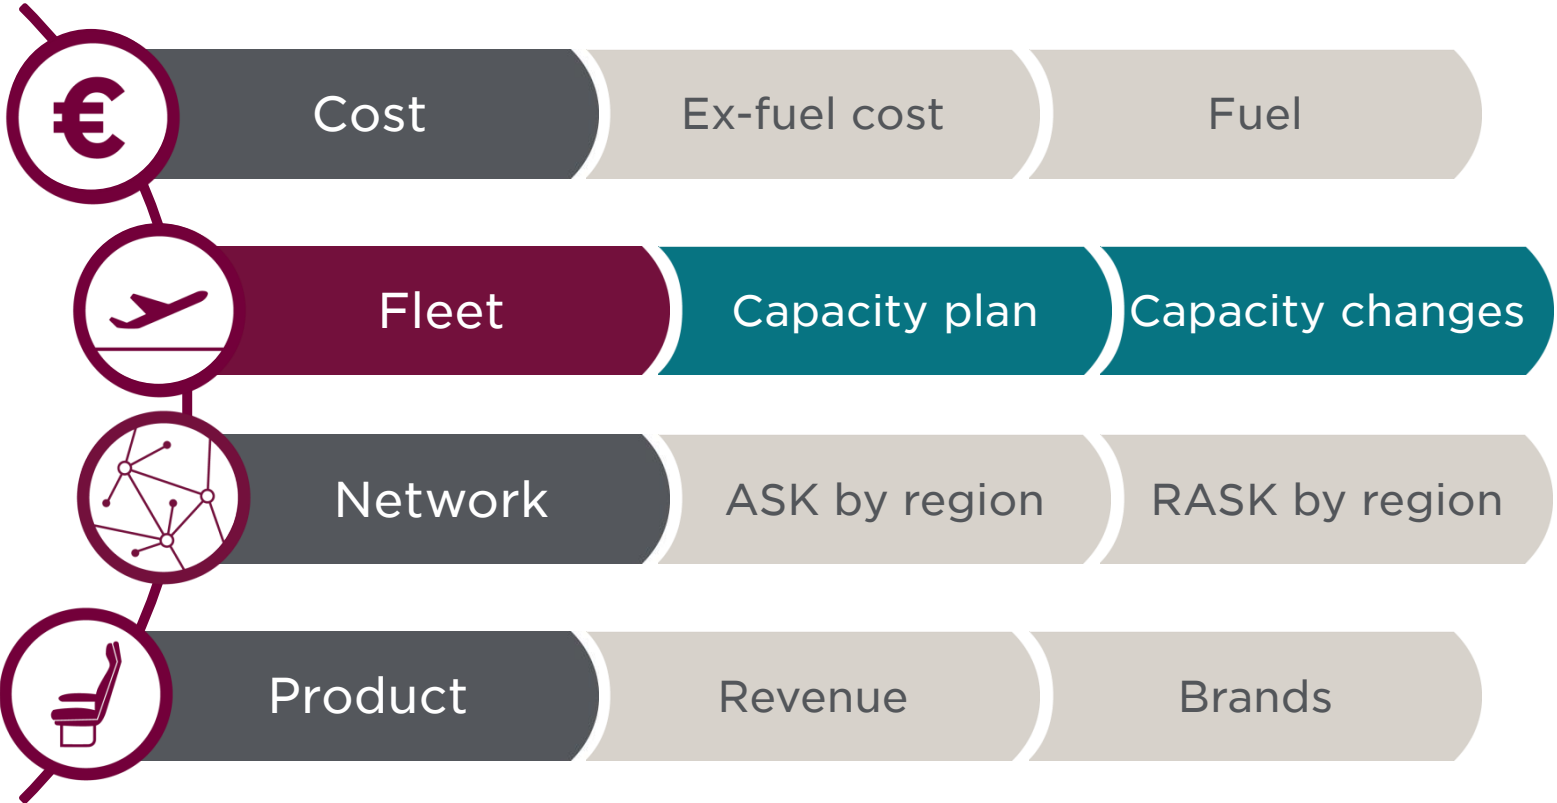 Cost
Ex-fuel cost
Fuel
Fleet
Capacity plan
Capacity changes
Network
ASK by region
RASK by region
Product
Revenue
Brands